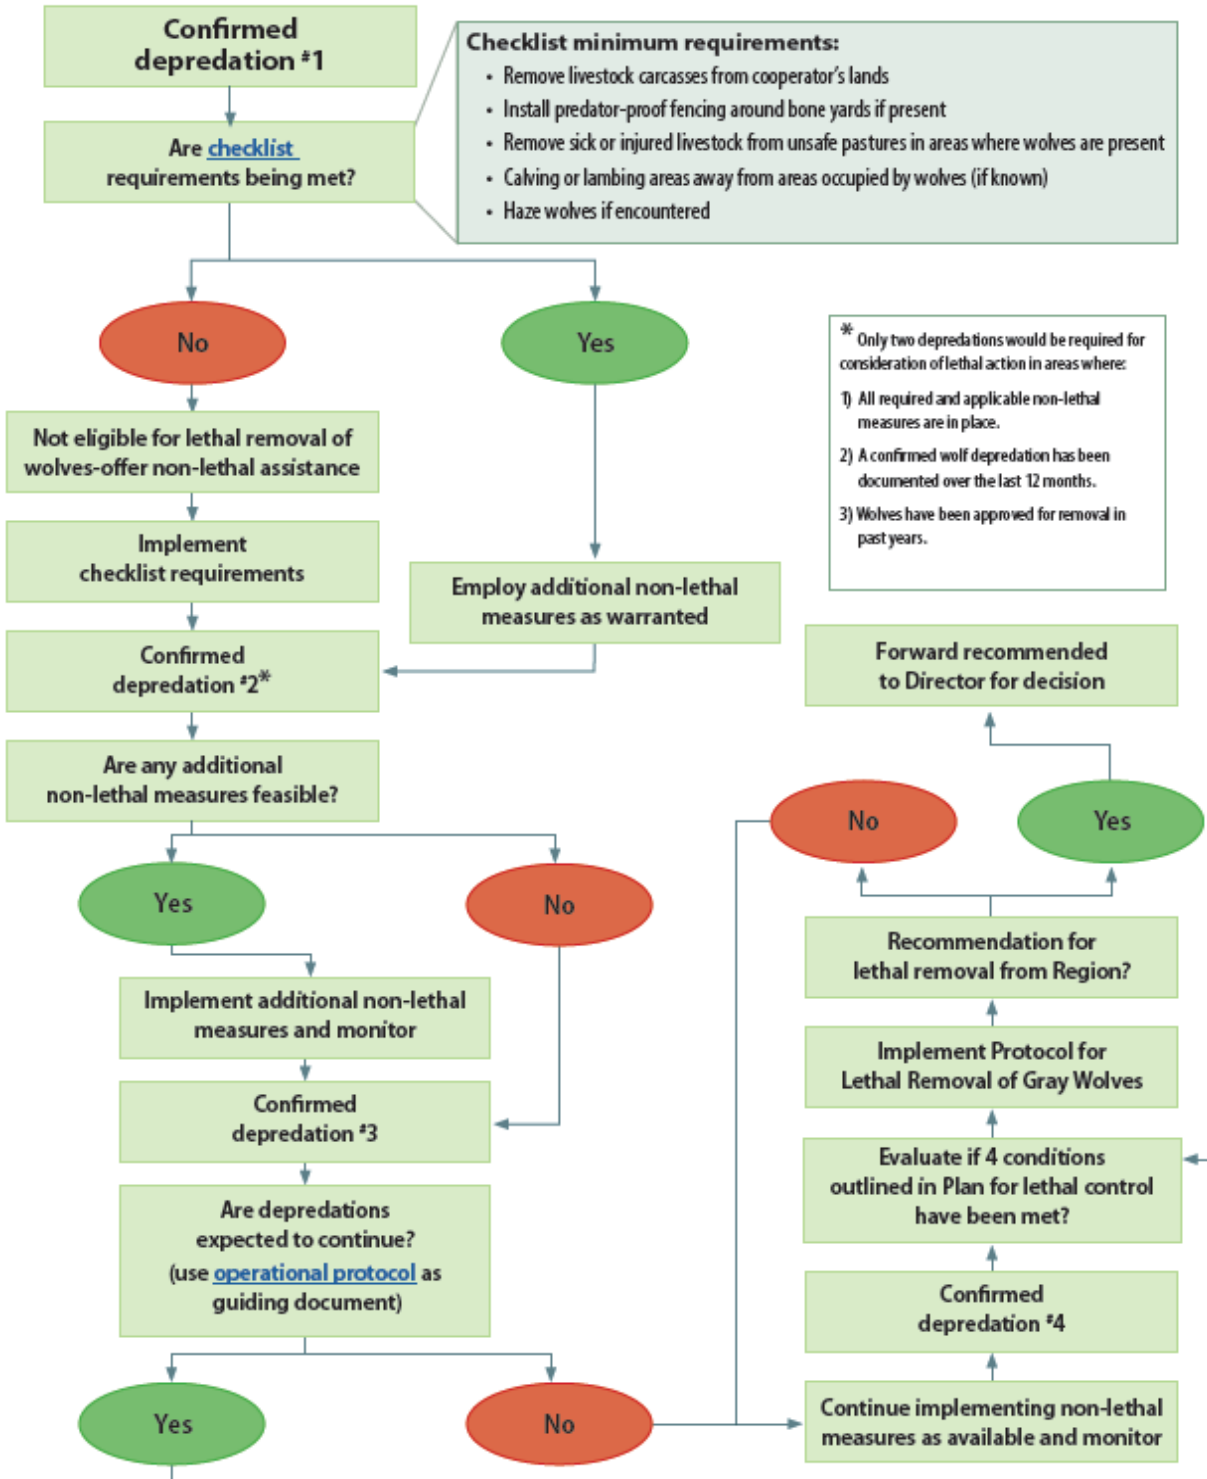 Confirmed
depredation #1
Checklist minimum requirements:
• Remove livestock carcasses from cooperator's lands
• Install predator-proof fencing around bone yards if present
• Remove sick or injured livestock from unsafe pastures in areas where wolves are present
• Calving or lambing areas away from areas occupied by wolves (if known)
• Haze wolves if encountered
Are checklist
requirements being met?
No
Yes
* Only two depredations would be required for
consideration of lethal action in areas where:
1) All required and applicable non-lethal
measures are in place.
2) A confirmed wolf depredation has been
documented over the last 12 months.
3) Wolves have been approved for removal in
past years.
Not eligible for lethal removal of
wolves-offer non-lethal assistance
Implement
checklist requirements
Employ additional non-lethal
measures as warranted
Confirmed
depredation #2*
Are any additional
non-lethal measures feasible?
Yes
No
Implement additional non-lethal
measures and monitor
Confirmed
depredation #3
Are depredations
expected to continue?
(use operational protocol as
guiding document)
Yes
No
Forward recommended
to Director for decision
No
Yes
Recommendation for
lethal removal from Region?
Implement Protocol for
Lethal Removal of Gray Wolves
Evaluate if 4 conditions
outlined in Plan for lethal control
have been met?
Confirmed
depredation #4
Continue implementing non-lethal
measures as available and monitor